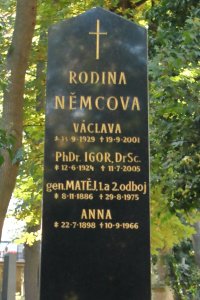 RODINA
NĚMCOVA
VÁCLAVA
9-1929 +19-9-2001
PhDr. IGOR, DrSc.
*12-6-1924 +11-7-2005
gen. MATĚJ, 1. a 2. odboj
*8-11-1886 +29-8-1975
ANNA
*22-7-1898 +10-9-1966